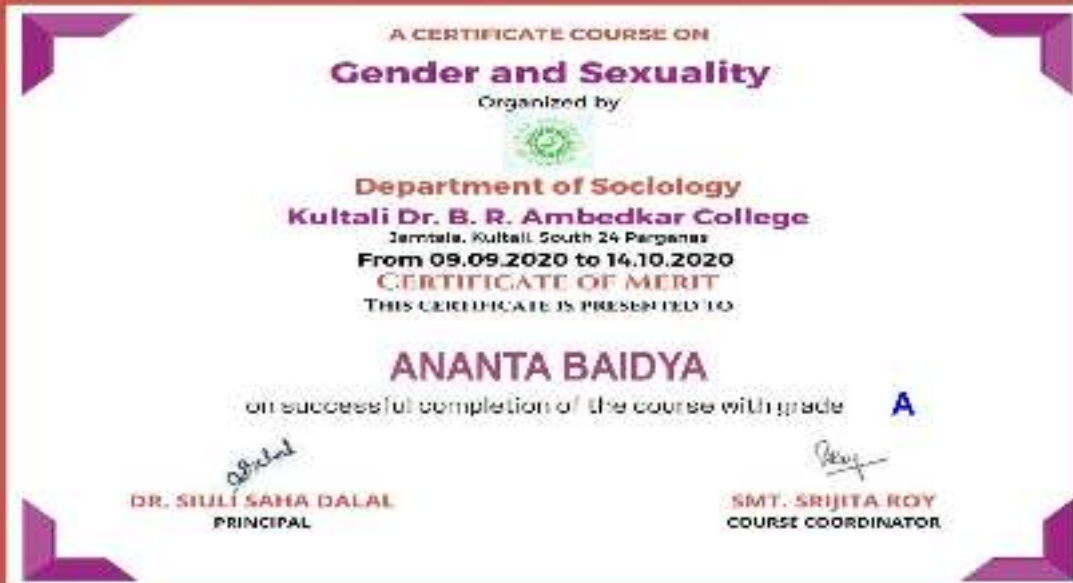 A CERTIFICATE COURSE ON
Gender and Sexuality
Organized by
Department of Sociology
Kultali Dr. B. R. Ambedkar College
Jamtala, Kultali, South 24 Parganas
From 09.09.2020 to 14.10.2020
CERTIFICATE OF MERIT
THIS CERTIFICATE IS PRESENTED TO
ANANTA BAIDYA
on successful completion of the course with grade A
DR. SIULI SAHA DALAL
PRINCIPAL
SMT. SRIJITA ROY
COURSE COORDINATOR